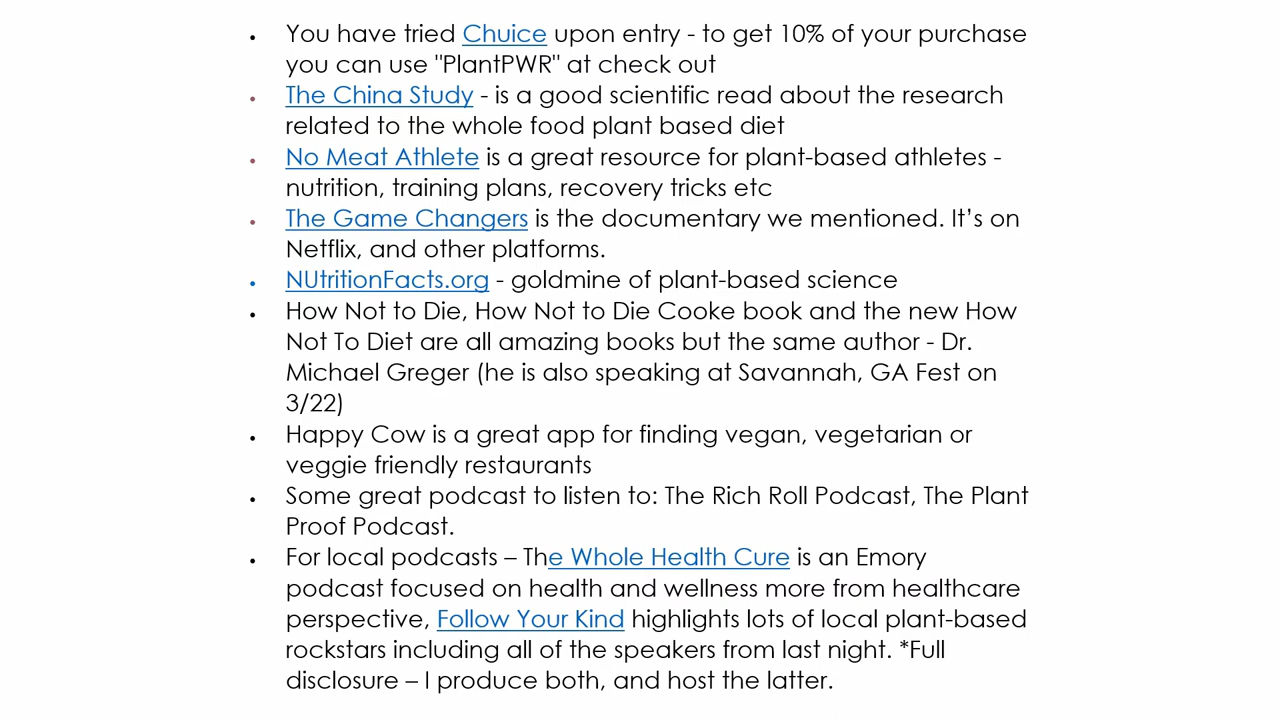 • You have tried Chuice upon entry - to get 10% of your purchase
you can use "PlantPWR" at check out
• The China Study - is a good scientific read about the research
related to the whole food plant based diet
• No Meat Athlete is a great resource for plant-based athletes -
nutrition, training plans, recovery tricks etc
• The Game Changers is the documentary we mentioned. It’s on
Netflix, and other platforms.
• NUtritionFacts.org - goldmine of plant-based science
• How Not to Die, How Not to Die Cooke book and the new How
Not To Diet are all amazing books but the same author - Dr.
Michael Greger (he is also speaking at Savannah, GA Fest on
3/22)
• Happy Cow is a great app for finding vegan, vegetarian or
veggie friendly restaurants
• Some great podcast to listen to: The Rich Roll Podcast, The Plant
Proof Podcast.
• For local podcasts – The Whole Health Cure is an Emory
podcast focused on health and wellness more from healthcare
perspective, Follow Your Kind highlights lots of local plant-based
rockstars including all of the speakers from last night. *Full
disclosure – I produce both, and host the latter.